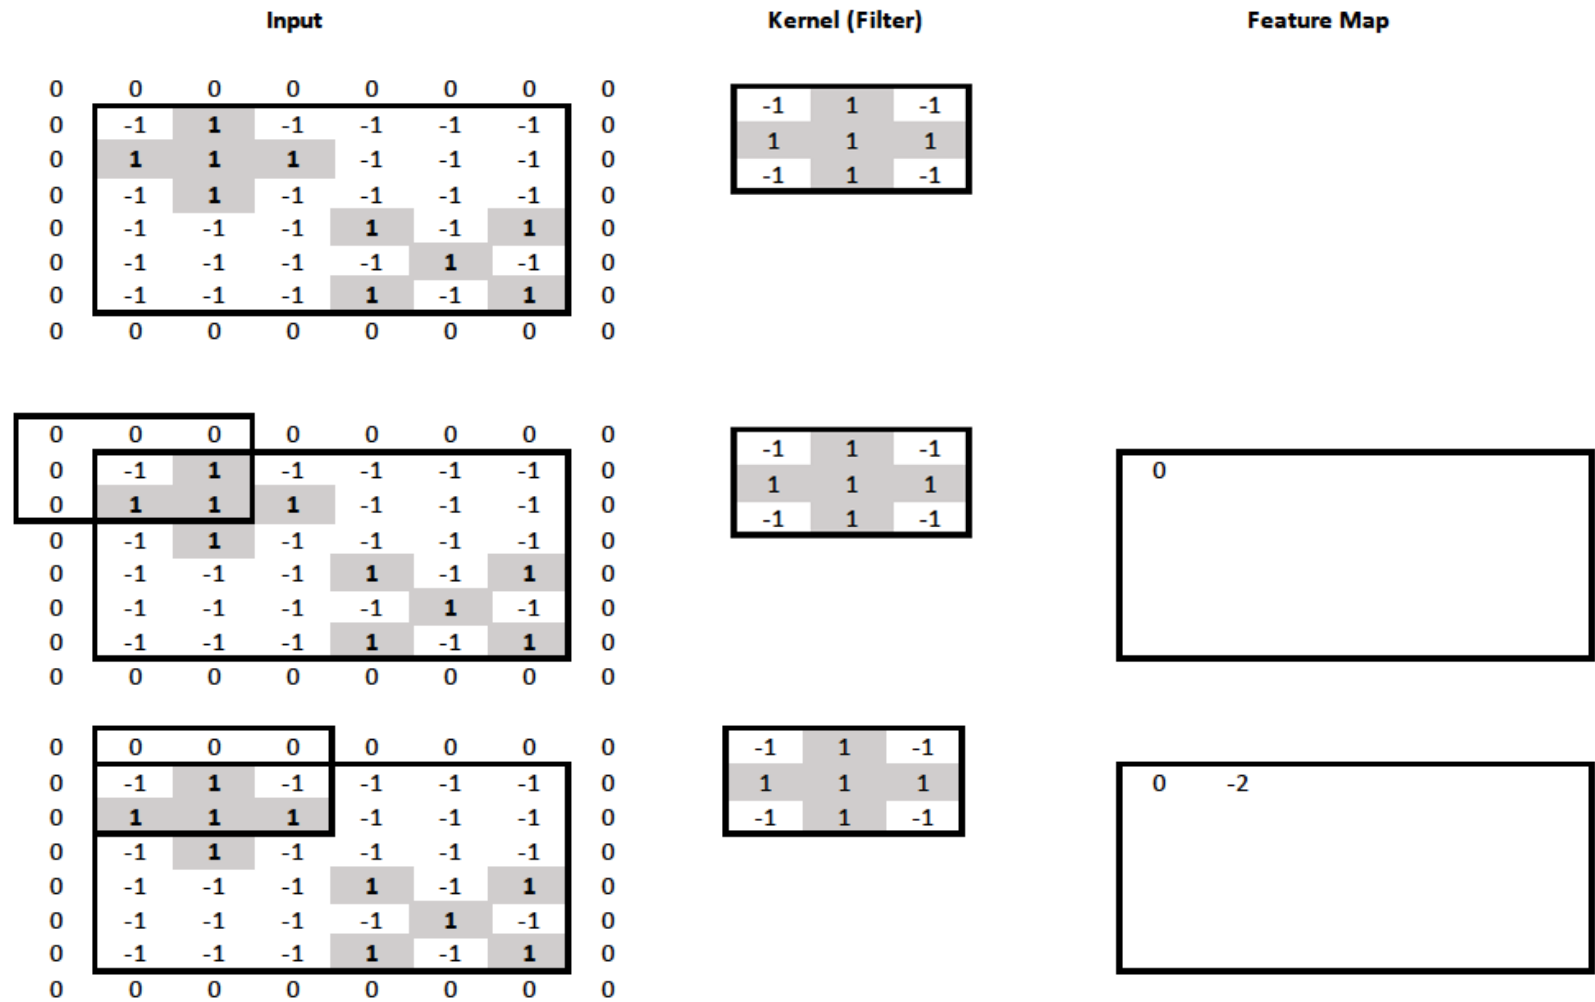 Input Kernel (Filter) Feature Map
0 0 0 0 0 0 0 0
0 -1 1 -1 -1 -1 -1 0 -1 1 -1
0 1 1 1 -1 -1 -1 0 1 1 1
0 -1 1 -1 -1 -1 -1 0 -1 1 -1
0 -1 -1 -1 1 -1 1 0
0 -1 -1 -1 -1 1 -1 0
0 -1 -1 -1 1 -1 1 0
0 0 0 0 0 0 0 0
0 0 0 0 0 0 0 0 -1 1 -1
0 -1 1 -1 -1 -1 -1 0 1 1 1 0
0 1 1 1 -1 -1 -1 0 -1 1 -1
0 -1 1 -1 -1 -1 -1 0
0 -1 -1 -1 1 -1 1 0
0 -1 -1 -1 -1 1 -1 0
0 -1 -1 -1 1 -1 1 0
0 0 0 0 0 0 0 0
0 0 0 0 0 0 0 0 -1 1 -1
0 -1 1 -1 -1 -1 -1 0 1 1 1 0 -2
0 1 1 1 -1 -1 -1 0 -1 1 -1
0 -1 1 -1 -1 -1 -1 0
0 -1 -1 -1 1 -1 1 0
0 -1 -1 -1 -1 1 -1 0
0 -1 -1 -1 1 -1 1 0
0 0 0 0 0 0 0 0